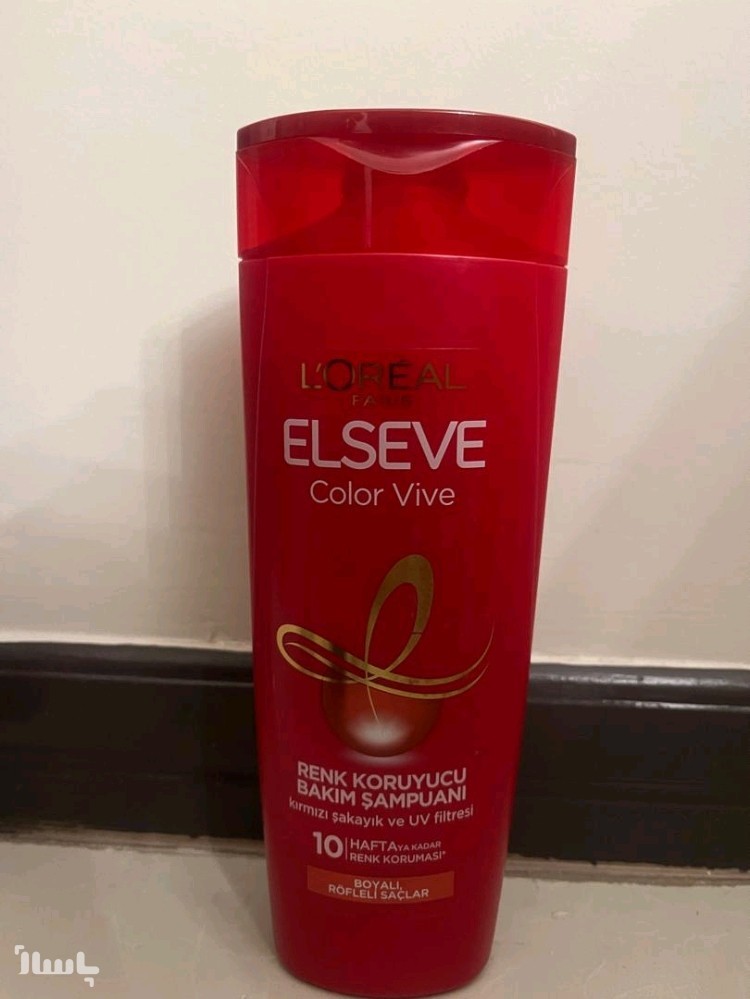 L'ORÉAL
PARIS
ELSEVE
Color Vive
RENK KORUYUCU
BAKIM ŞAMPUANI
kırmızı şakayık ve UV filtresi
10 HAFTAYA KADAR
RENK KORUMASI*
BOYALI,
RÖFLELİ SAÇLAR
پاساژ